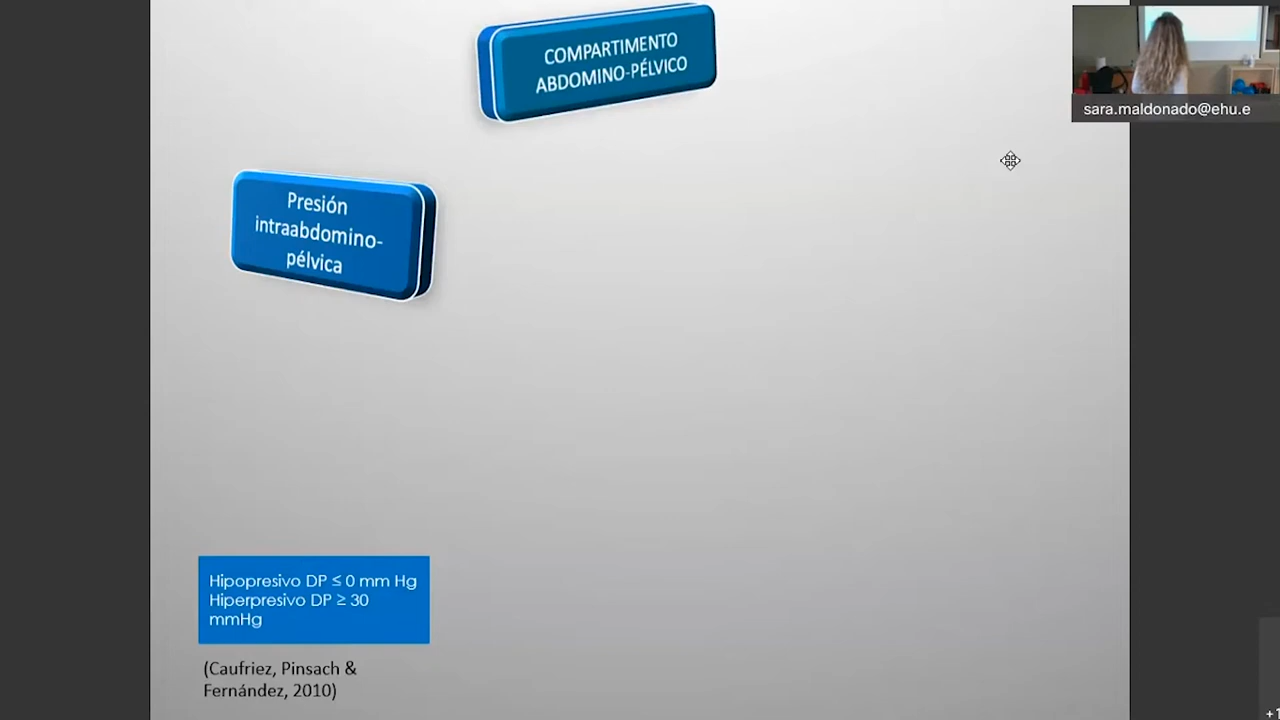 COMPARTIMENTO
ABDOMINO-PÉLVICO
sara.maldonado@ehu.e
Presión
intraabdomino-
pélvica
Hipopresivo DP ≤ 0 mm Hg
Hiperpresivo DP ≥ 30
mmHg
(Caufriez, Pinsach &
Fernández, 2010)
+1